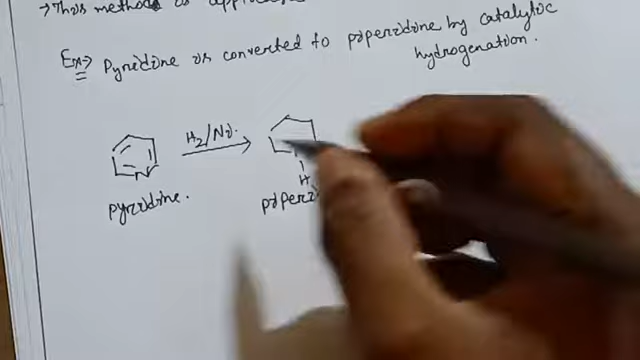 → This method is
Ex→ Pyridine is converted to piperidine by catalytic
hydrogenation.
H2/Ni.
N
H
pyridine.